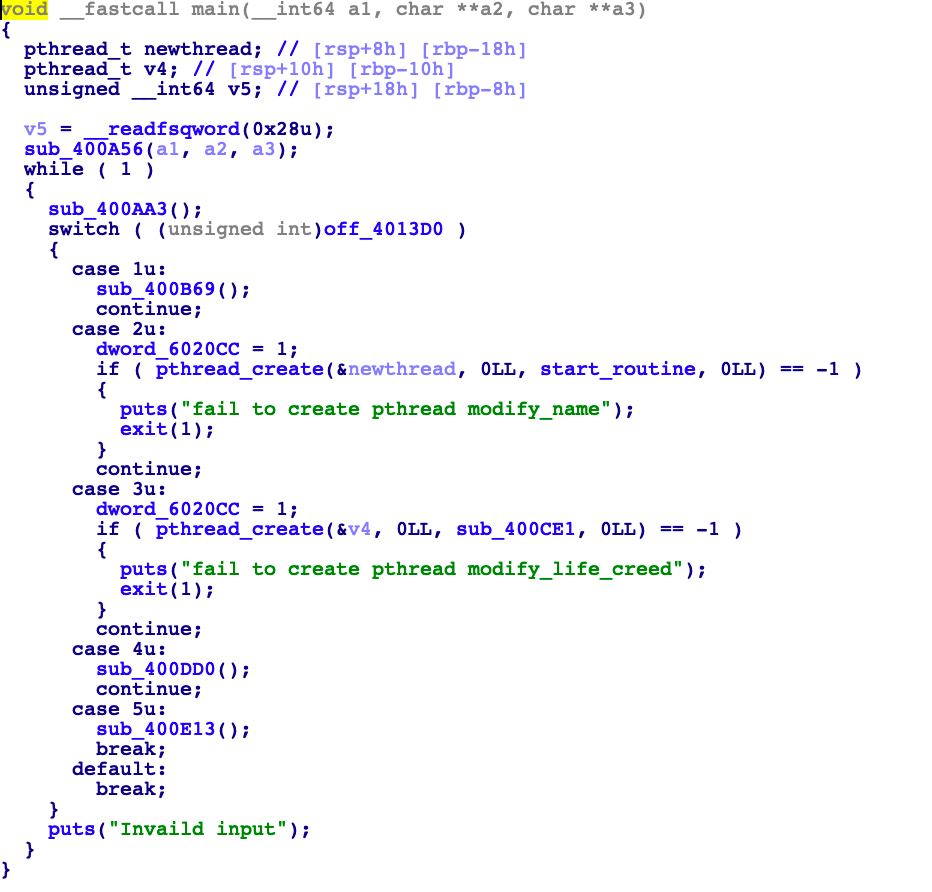 void __fastcall main(__int64 a1, char **a2, char **a3)
{
  pthread_t newthread; // [rsp+8h] [rbp-18h]
  pthread_t v4; // [rsp+10h] [rbp-10h]
  unsigned __int64 v5; // [rsp+18h] [rbp-8h]

  v5 = __readfsqword(0x28u);
  sub_400A56(a1, a2, a3);
  while ( 1 )
  {
    sub_400AA3();
    switch ( (unsigned int)off_4013D0 )
    {
      case 1u:
        sub_400B69();
        continue;
      case 2u:
        dword_6020CC = 1;
        if ( pthread_create(&newthread, 0LL, start_routine, 0LL) == -1 )
        {
          puts("fail to create pthread modify_name");
          exit(1);
        }
        continue;
      case 3u:
        dword_6020CC = 1;
        if ( pthread_create(&v4, 0LL, sub_400CE1, 0LL) == -1 )
        {
          puts("fail to create pthread modify_life_creed");
          exit(1);
        }
        continue;
      case 4u:
        sub_400DD0();
        continue;
      case 5u:
        sub_400E13();
        break;
      default:
        break;
    }
    puts("Invaild input");
  }
}